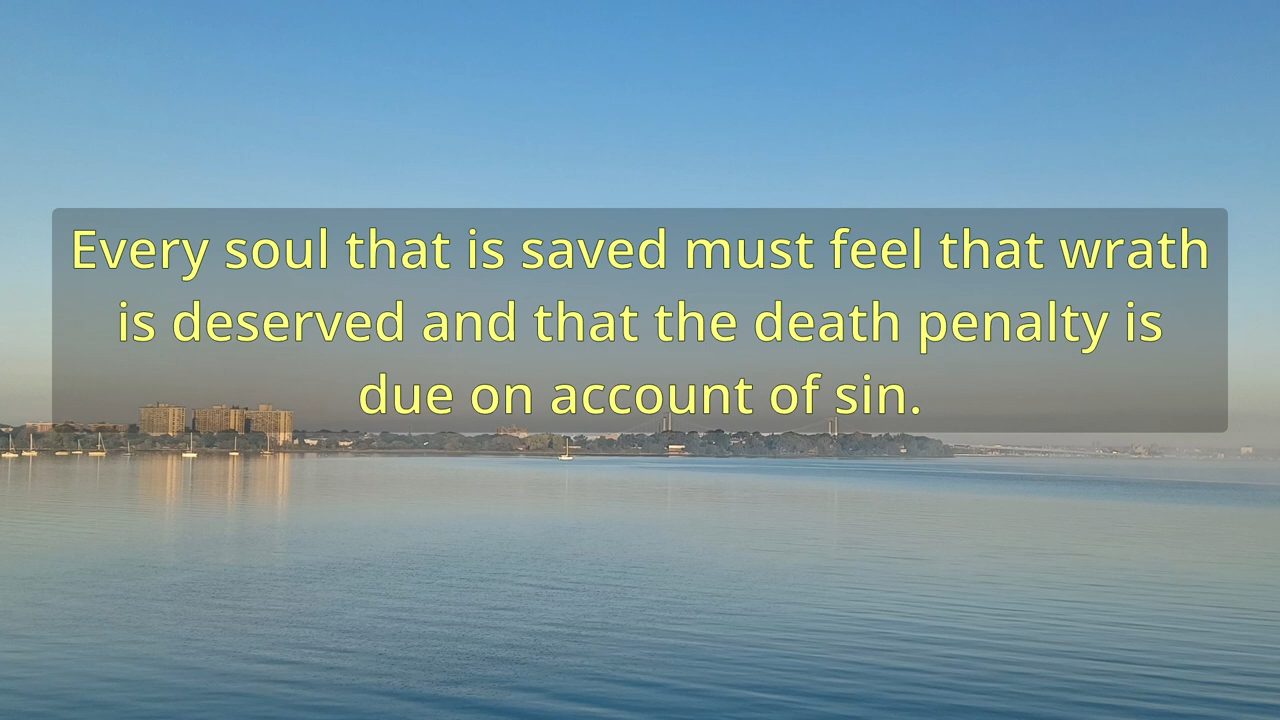 Every soul that is saved must feel that wrath
is deserved and that the death penalty is
due on account of sin.